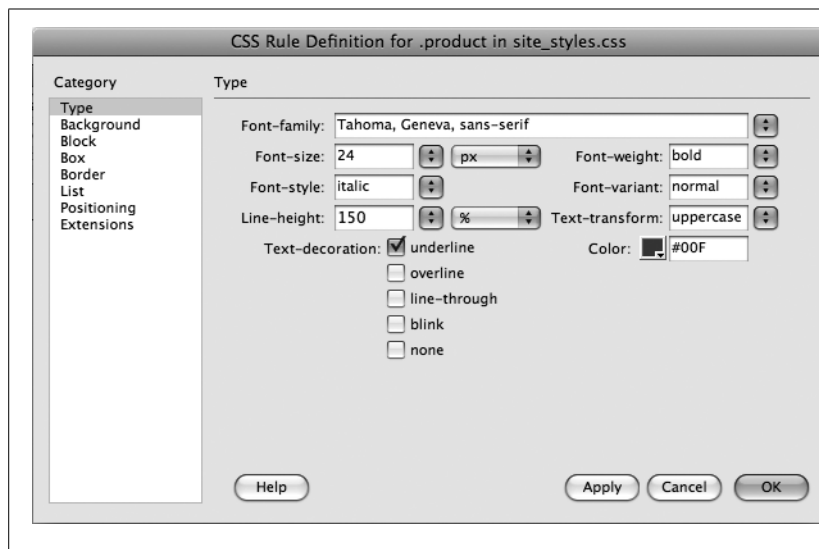 CSS Rule Definition for .product in site_styles.css
Category
Type
Type
Background
Block
Box
Border
List
Positioning
Extensions
Font-family: Tahoma, Geneva, sans-serif
Font-size: 24 px Font-weight: bold
Font-style: italic Font-variant: normal
Line-height: 150 % Text-transform: uppercase
Text-decoration: underline Color: #00F
overline
line-through
blink
none
Help Apply Cancel OK